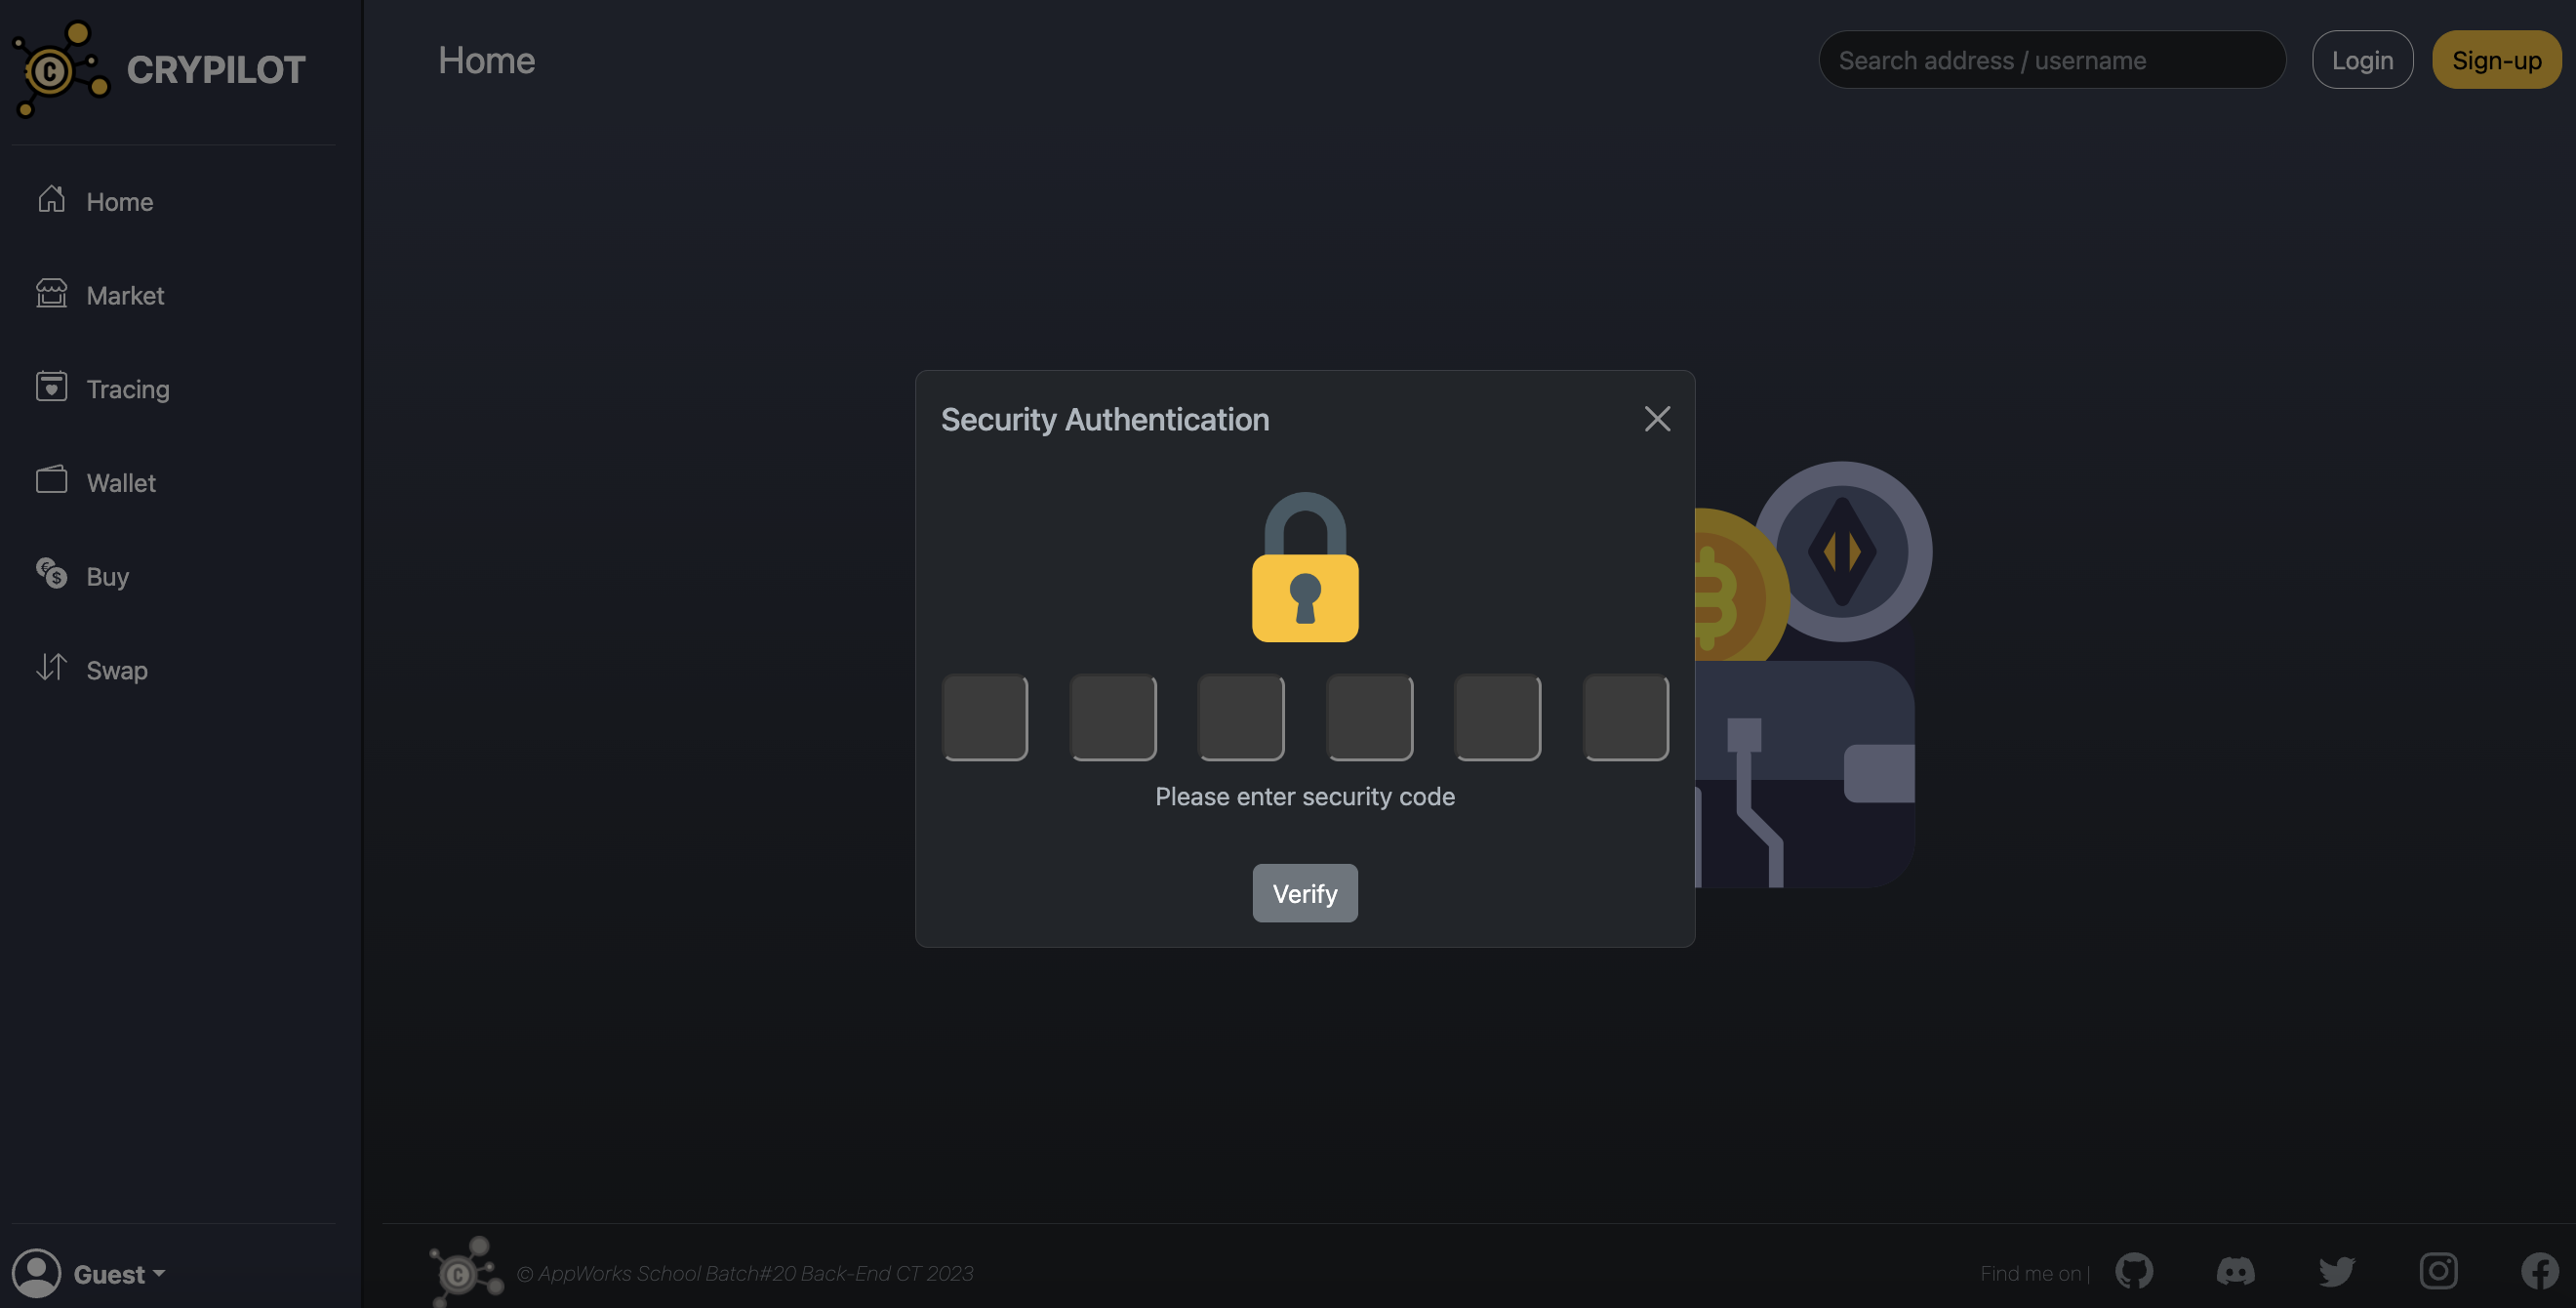 CRYPILOT
Home
Search address / username
Login
Sign-up
Home
Market
Tracing
Wallet
Buy
Swap
Security Authentication
Please enter security code
Verify
Guest
© AppWorks School Batch#20 Back-End CT 2023
Find me on |